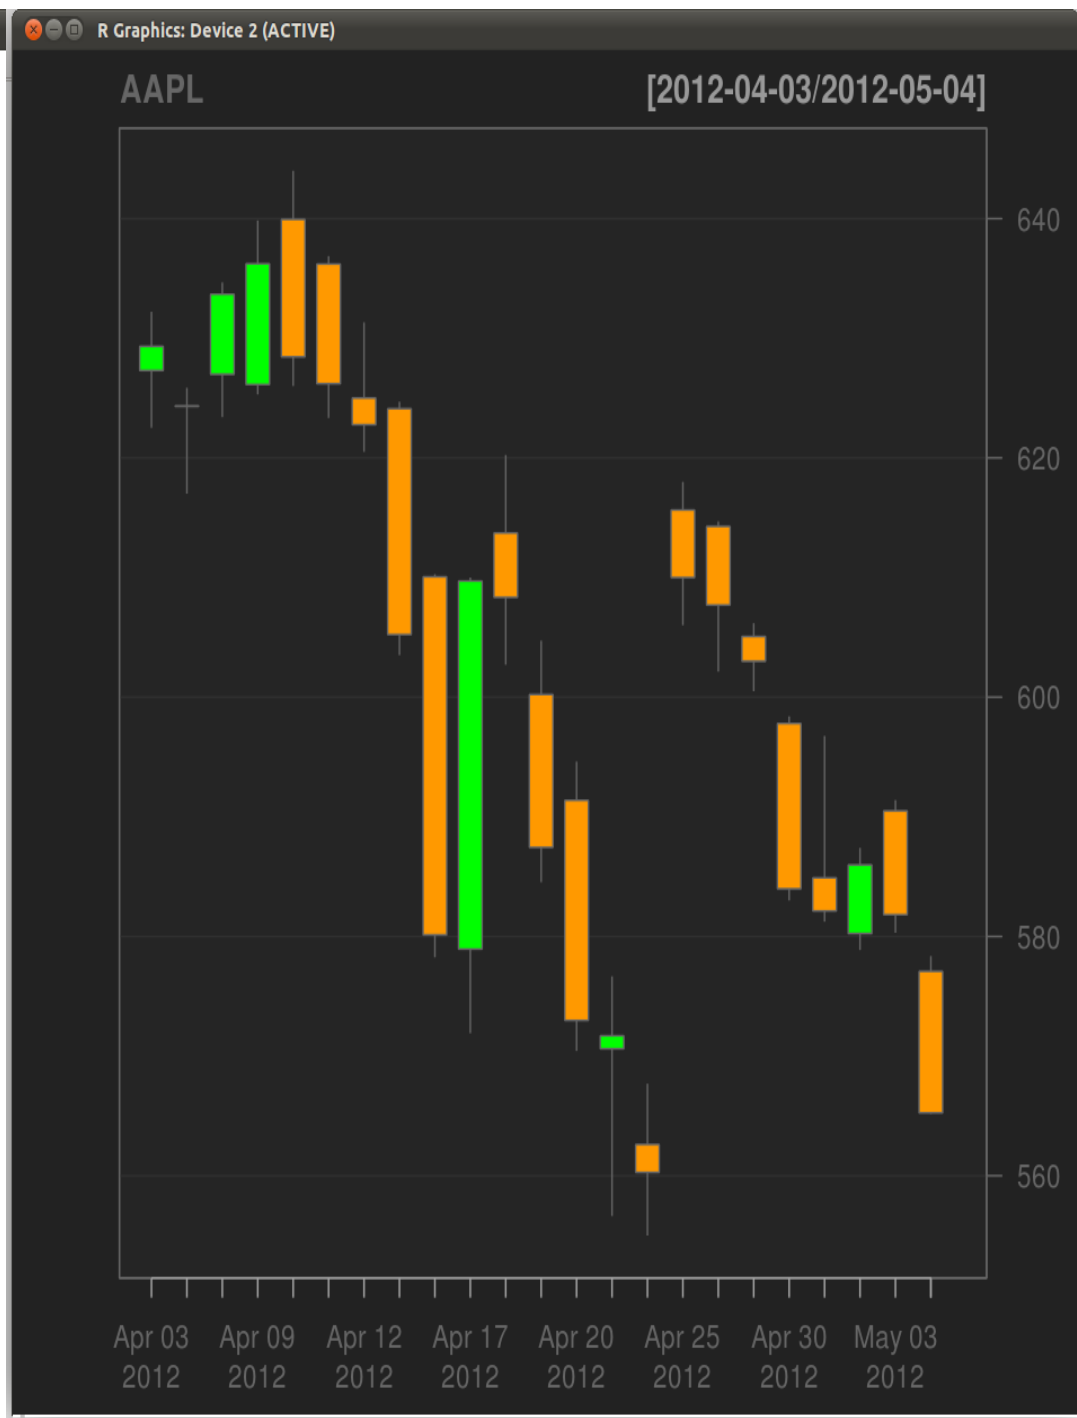 R Graphics: Device 2 (ACTIVE)
AAPL [2012-04-03/2012-05-04]
640
620
600
580
560
Apr 03 Apr 09 Apr 12 Apr 17 Apr 20 Apr 25 Apr 30 May 03
2012 2012 2012 2012 2012 2012 2012 2012